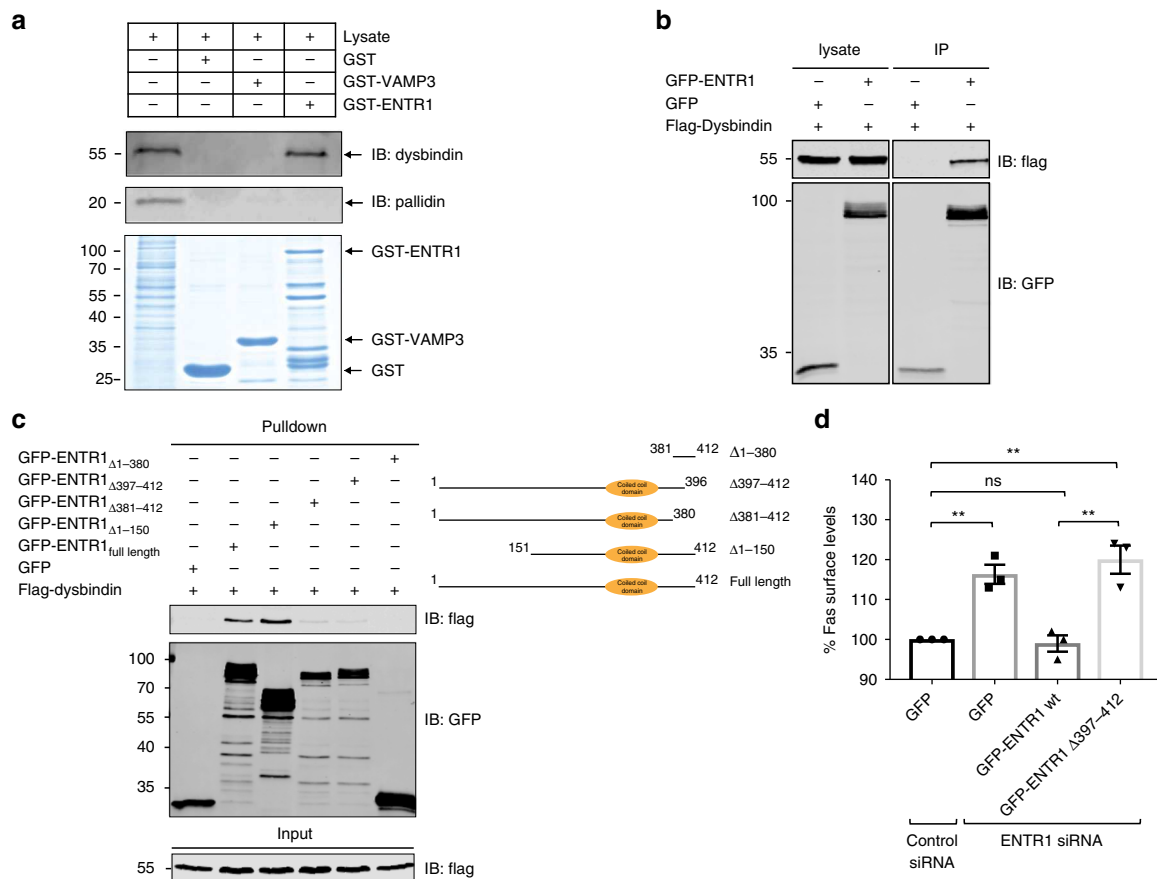 a
+ + + + Lysate
– + – – GST
– – + – GST-VAMP3
– – – + GST-ENTR1
55 IB: dysbindin
20 IB: pallidin
100 GST-ENTR1
70
55
40
35 GST-VAMP3
GST
25
b
lysate IP
GFP-ENTR1 – + – +
GFP + – + –
Flag-Dysbindin + + + +
55 IB: flag
100
IB: GFP
35
c
Pulldown
GFP-ENTR1Δ1–380 – – – – – +
GFP-ENTR1Δ397–412 – – – – + –
GFP-ENTR1Δ381–412 – – – + – –
GFP-ENTR1Δ1–150 – – + – – –
GFP-ENTR1full length – + – – – –
GFP + – – – – –
Flag-dysbindin + + + + + +
IB: flag
100
70
55 IB: GFP
40
35
Input
55 IB: flag
381 412 Δ1–380
1 Coiled coil domain 396 Δ397–412
1 Coiled coil domain 380 Δ381–412
151 Coiled coil domain 412 Δ1–150
1 Coiled coil domain 412 Full length
d
**
ns
** **
% Fas surface levels
140
130
120
110
100
90
GFP
GFP
GFP-ENTR1 wt
GFP-ENTR1 Δ397–412
Control siRNA
ENTR1 siRNA